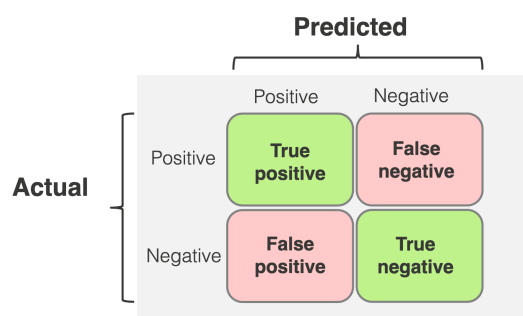 Predicted
Positive
Negative
Actual
Positive
True
positive
False
negative
Negative
False
positive
True
negative